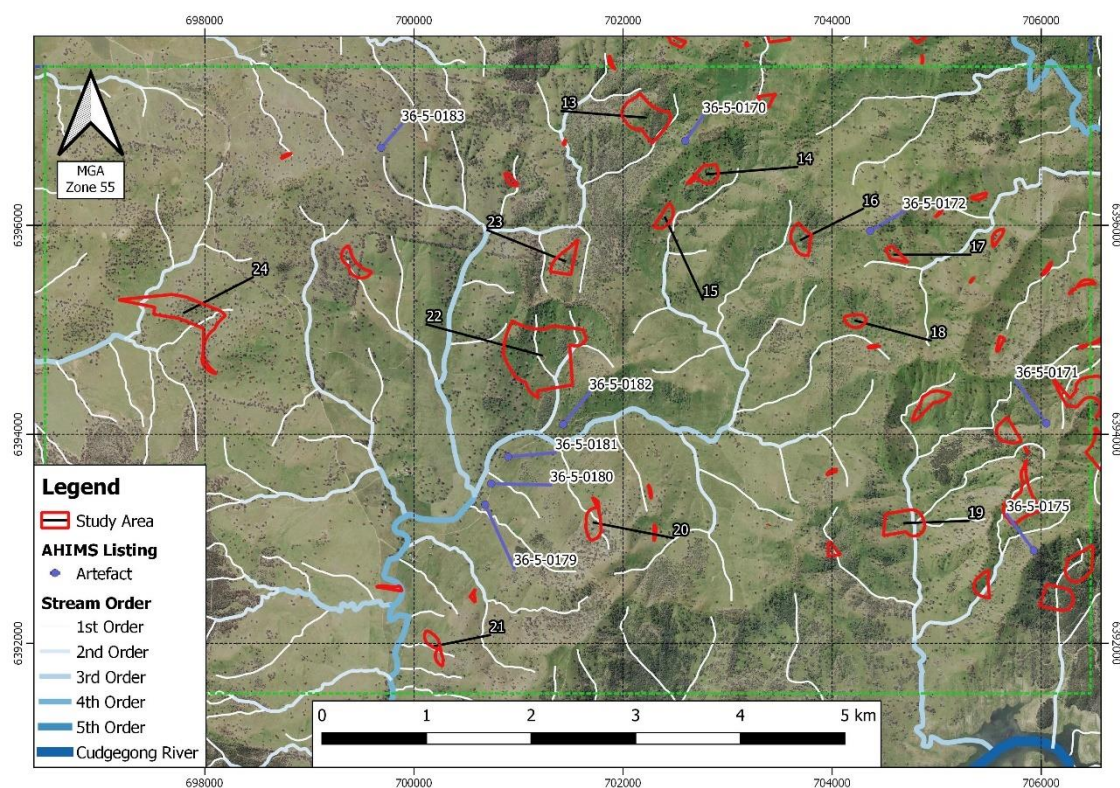 698000
700000
702000
704000
706000
MGA
Zone 55
36-5-0183
13
36-5-0170
14
16
36-5-0172
23
6396000
6396000
17
24
15
22
18
36-5-0182
36-5-0171
6394000
6394000
36-5-0181
36-5-0180
36-5-0175
19
20
36-5-0179
21
6392000
6392000
Legend
Study Area
AHIMS Listing
Artefact
Stream Order
1st Order
2nd Order
3rd Order
4th Order
5th Order
Cudgegong River
0 1 2 3 4 5 km
698000
700000
702000
704000
706000